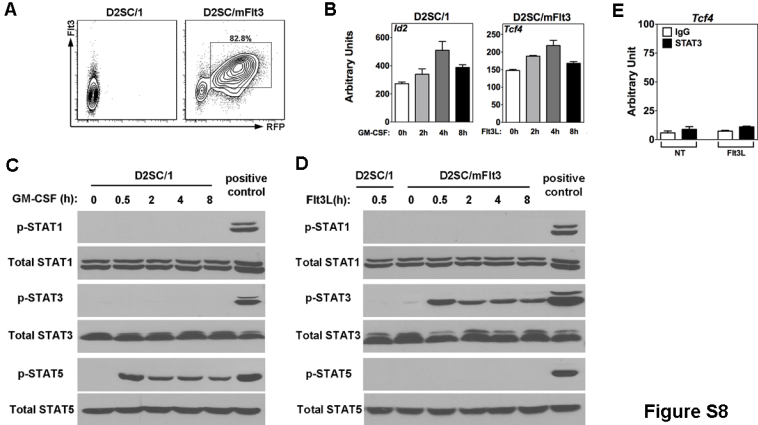 A
D2SC/1
D2SC/mFlt3
82.8%
Flt3
RFP
B
D2SC/1
D2SC/mFlt3
Id2
Tcf4
Arbitrary Units
600
400
200
0
250
200
150
100
50
0
GM-CSF: 0h 2h 4h 8h
Flt3L: 0h 2h 4h 8h
E
Tcf4
IgG
STAT3
Arbitrary Unit
100
75
50
25
0
NT Flt3L
C
D2SC/1
positive
control
GM-CSF (h): 0 0.5 2 4 8
p-STAT1
Total STAT1
p-STAT3
Total STAT3
p-STAT5
Total STAT5
D
D2SC/1 D2SC/mFlt3
positive
control
Flt3L(h): 0.5 0 0.5 2 4 8
p-STAT1
Total STAT1
p-STAT3
Total STAT3
p-STAT5
Total STAT5
Figure S8